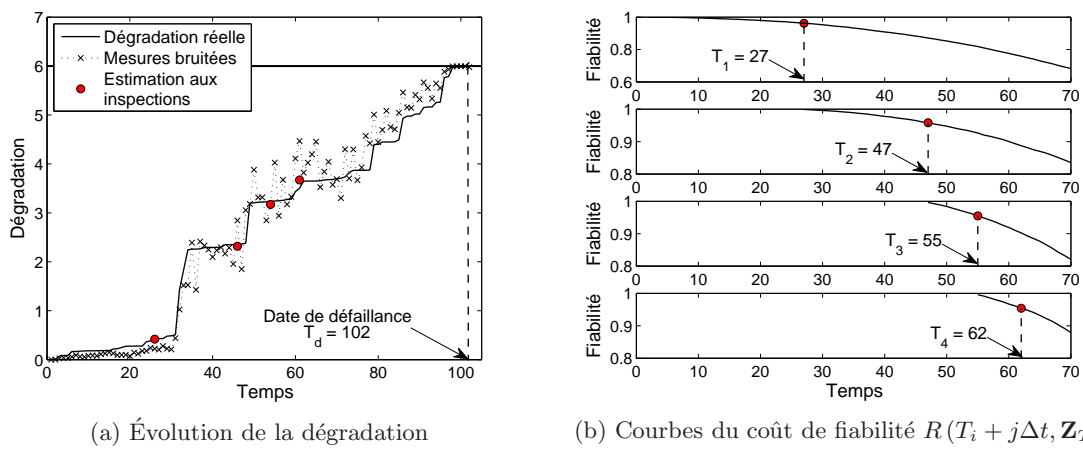 7
6
5
4
3
2
1
0
Dégradation
Dégradation réelle
Mesures bruitées
Estimation aux
inspections
Date de défaillance
T_d = 102
0 20 40 60 80 100
Temps
(a) Évolution de la dégradation
Fiabilité
1
0.8
0.6
T_1 = 27
0 10 20 30 40 50 60 70
Fiabilité
1
0.9
0.8
T_2 = 47
0 10 20 30 40 50 60 70
Fiabilité
1
0.9
0.8
T_3 = 55
0 10 20 30 40 50 60 70
Fiabilité
1
0.9
0.8
T_4 = 62
0 10 20 30 40 50 60 70
Temps
(b) Courbes du coût de fiabilité R (T_i + jΔt, Z_T